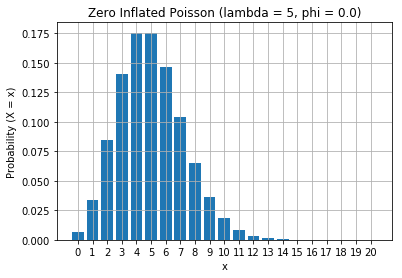 Zero Inflated Poisson (lambda = 5, phi = 0.0)
0.175
0.150
0.125
0.100
0.075
0.050
0.025
0.000
Probability (X = x)
0 1 2 3 4 5 6 7 8 9 10 11 12 13 14 15 16 17 18 19 20
x